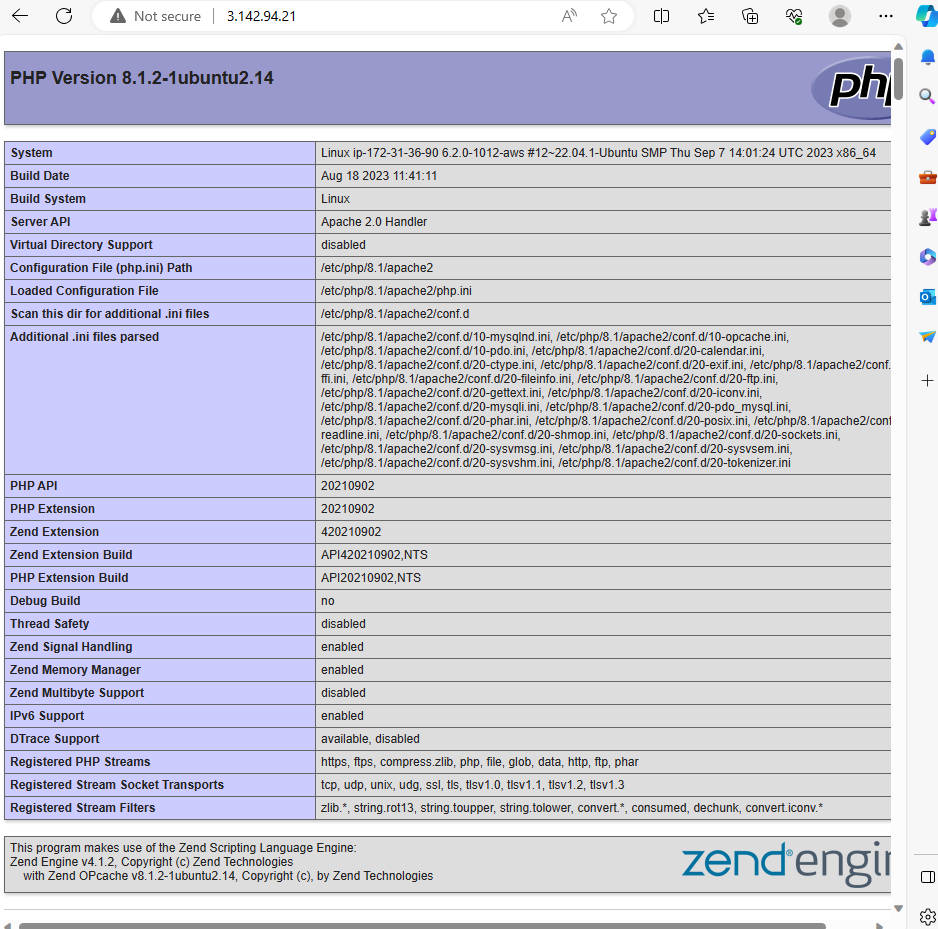 Not secure
3.142.94.21
PHP Version 8.1.2-1ubuntu2.14
php
System Linux ip-172-31-36-90 6.2.0-1012-aws #12~22.04.1-Ubuntu SMP Thu Sep 7 14:01:24 UTC 2023 x86_64
Build Date Aug 18 2023 11:41:11
Build System Linux
Server API Apache 2.0 Handler
Virtual Directory Support disabled
Configuration File (php.ini) Path /etc/php/8.1/apache2
Loaded Configuration File /etc/php/8.1/apache2/php.ini
Scan this dir for additional .ini files /etc/php/8.1/apache2/conf.d
Additional .ini files parsed /etc/php/8.1/apache2/conf.d/10-mysqlnd.ini, /etc/php/8.1/apache2/conf.d/10-opcache.ini,
/etc/php/8.1/apache2/conf.d/10-pdo.ini, /etc/php/8.1/apache2/conf.d/20-calendar.ini,
/etc/php/8.1/apache2/conf.d/20-ctype.ini, /etc/php/8.1/apache2/conf.d/20-exif.ini, /etc/php/8.1/apache2/conf.
ffi.ini, /etc/php/8.1/apache2/conf.d/20-fileinfo.ini, /etc/php/8.1/apache2/conf.d/20-ftp.ini,
/etc/php/8.1/apache2/conf.d/20-gettext.ini, /etc/php/8.1/apache2/conf.d/20-iconv.ini,
/etc/php/8.1/apache2/conf.d/20-mysqli.ini, /etc/php/8.1/apache2/conf.d/20-pdo_mysql.ini,
/etc/php/8.1/apache2/conf.d/20-phar.ini, /etc/php/8.1/apache2/conf.d/20-posix.ini, /etc/php/8.1/apache2/conf
readline.ini, /etc/php/8.1/apache2/conf.d/20-shmop.ini, /etc/php/8.1/apache2/conf.d/20-sockets.ini,
/etc/php/8.1/apache2/conf.d/20-sysvmsg.ini, /etc/php/8.1/apache2/conf.d/20-sysvsem.ini,
/etc/php/8.1/apache2/conf.d/20-sysvshm.ini, /etc/php/8.1/apache2/conf.d/20-tokenizer.ini
PHP API 20210902
PHP Extension 20210902
Zend Extension 420210902
Zend Extension Build API420210902,NTS
PHP Extension Build API20210902,NTS
Debug Build no
Thread Safety disabled
Zend Signal Handling enabled
Zend Memory Manager enabled
Zend Multibyte Support disabled
IPv6 Support enabled
DTrace Support available, disabled
Registered PHP Streams https, ftps, compress.zlib, php, file, glob, data, http, ftp, phar
Registered Stream Socket Transports tcp, udp, unix, udg, ssl, tls, tlsv1.0, tlsv1.1, tlsv1.2, tlsv1.3
Registered Stream Filters zlib.*, string.rot13, string.toupper, string.tolower, convert.*, consumed, dechunk, convert.iconv.*
This program makes use of the Zend Scripting Language Engine:
Zend Engine v4.1.2, Copyright (c) Zend Technologies
with Zend OPcache v8.1.2-1ubuntu2.14, Copyright (c), by Zend Technologies
zend® engin